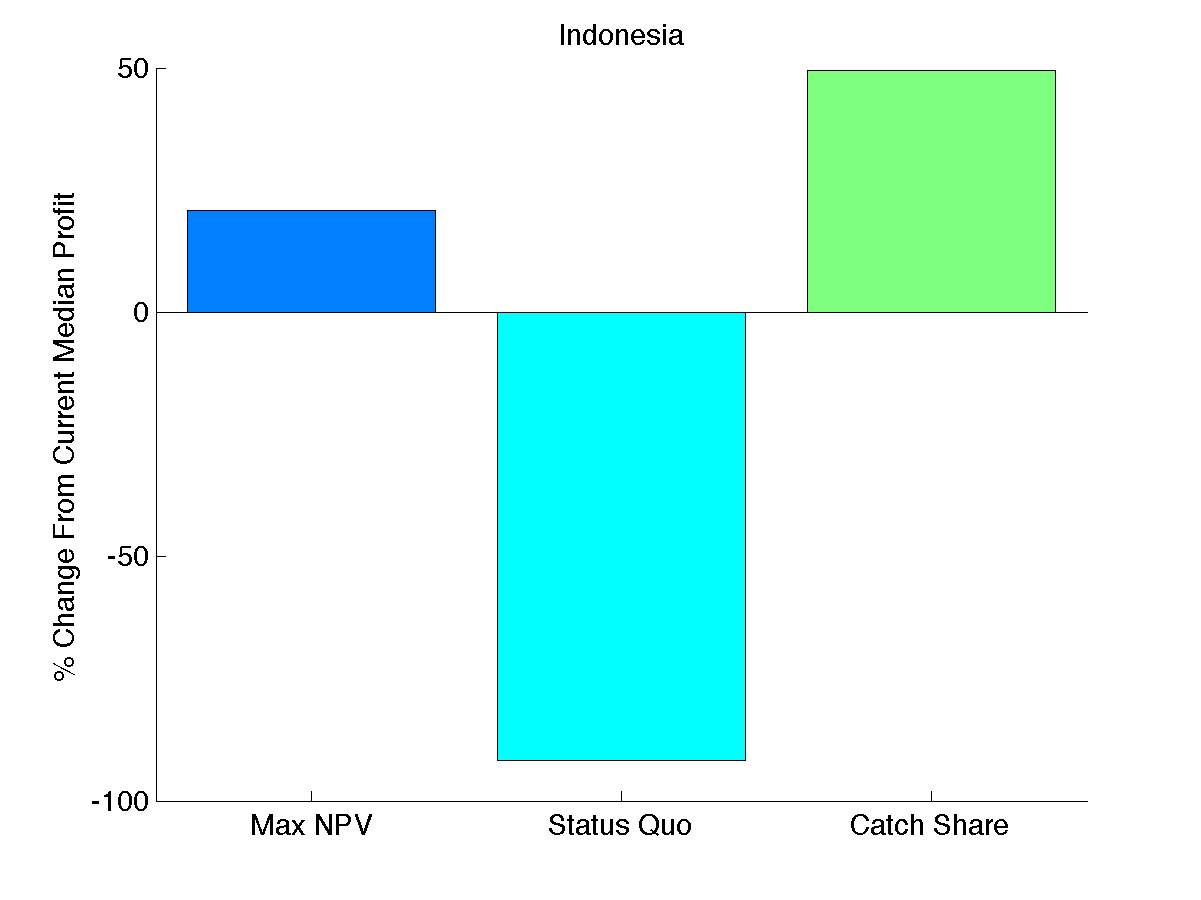 Indonesia
50
0
-50
-100
% Change From Current Median Profit
Max NPV Status Quo Catch Share